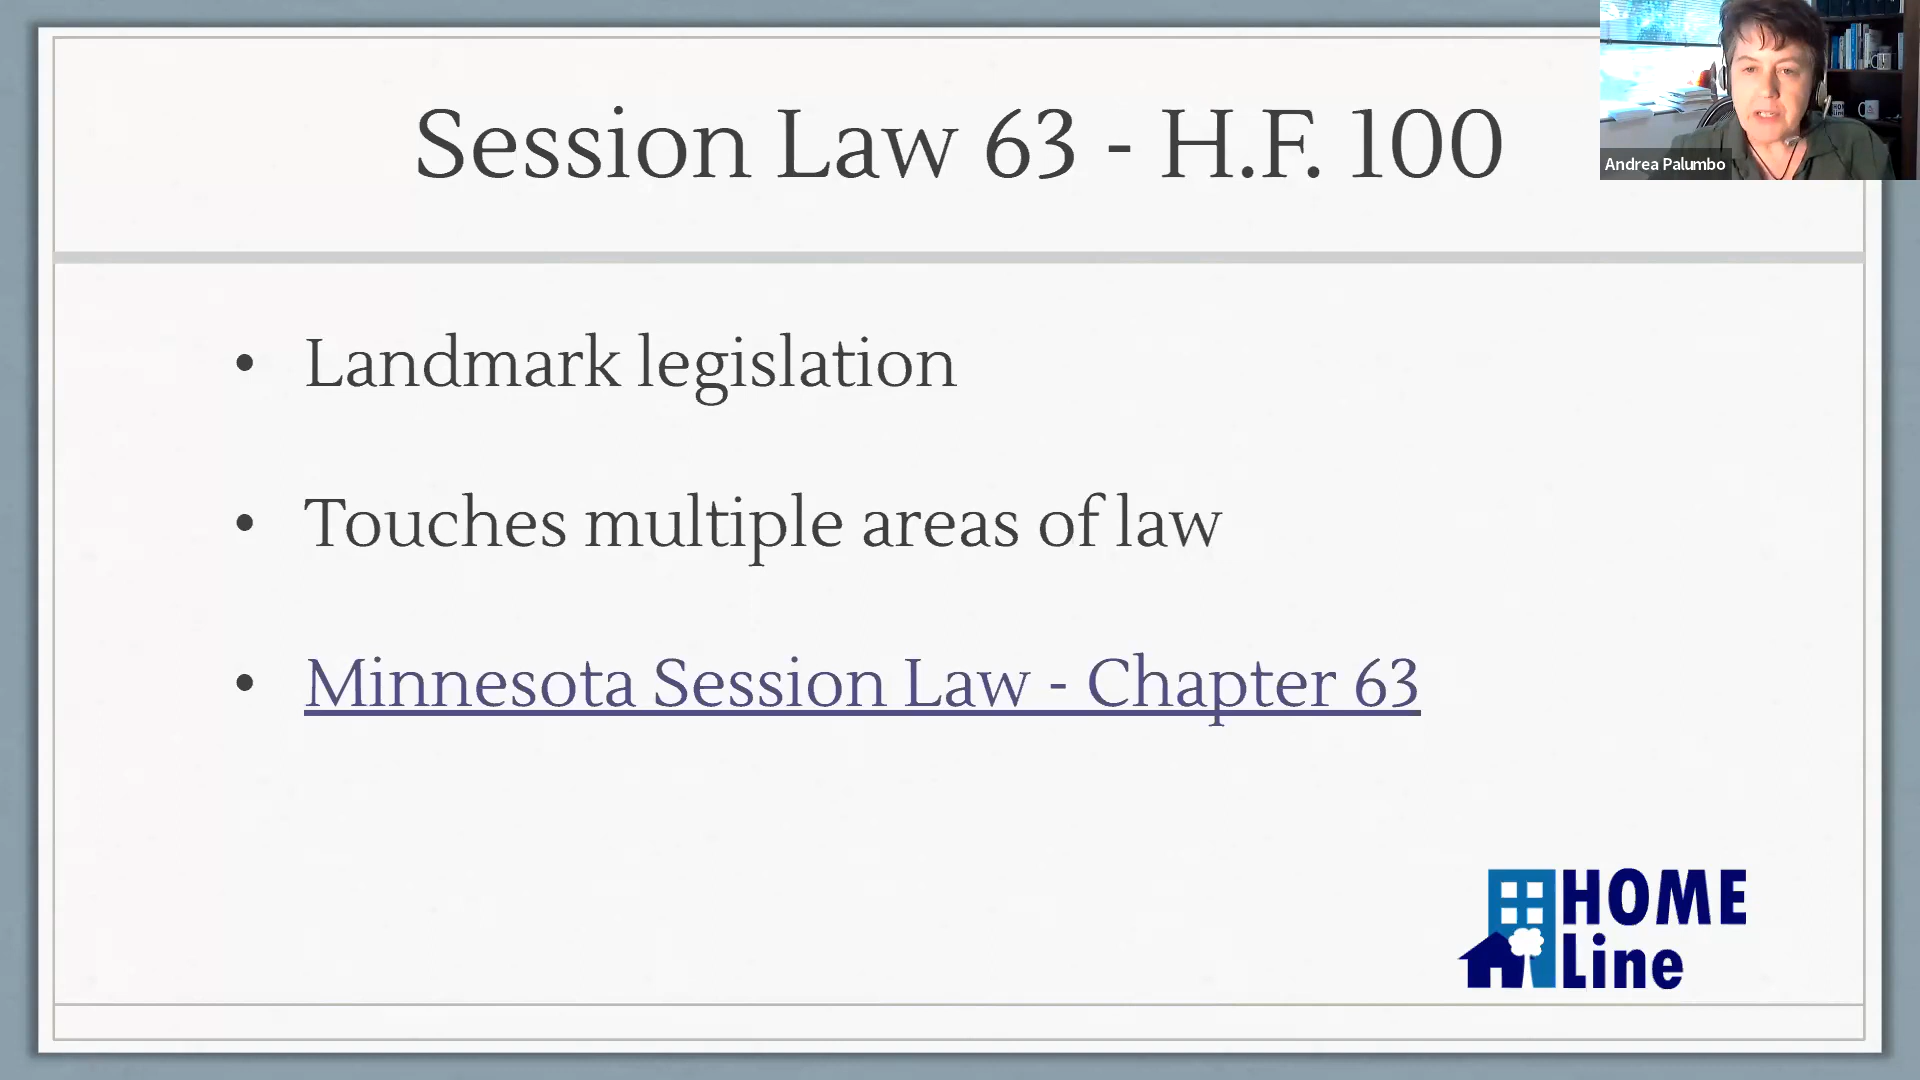 Session Law 63 - H.F. 100
Andrea Palumbo
• Landmark legislation
• Touches multiple areas of law
• Minnesota Session Law - Chapter 63
HOME
Line